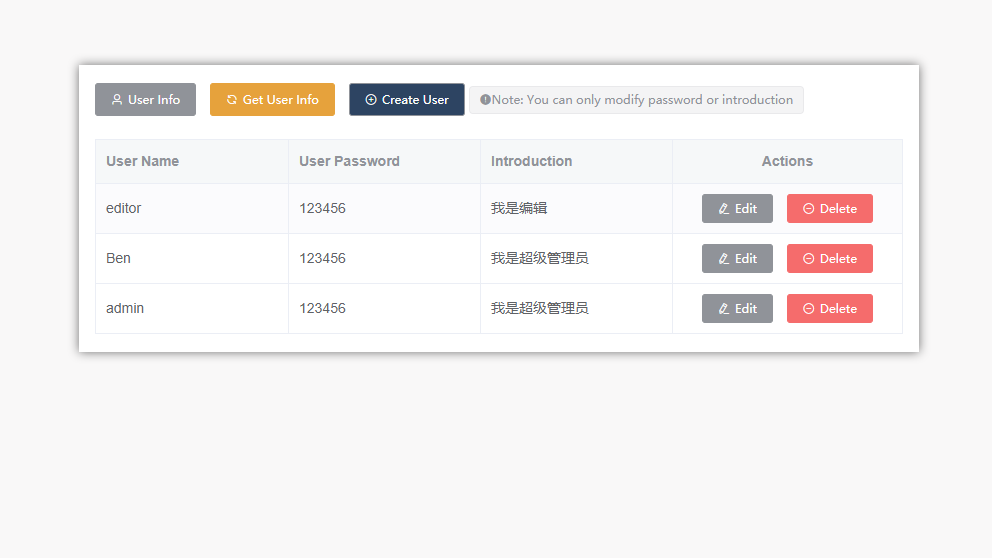 User Info Get User Info Create User Note: You can only modify password or introduction
User Name User Password Introduction Actions
editor 123456 我是编辑 Edit Delete
Ben 123456 我是超级管理员 Edit Delete
admin 123456 我是超级管理员 Edit Delete